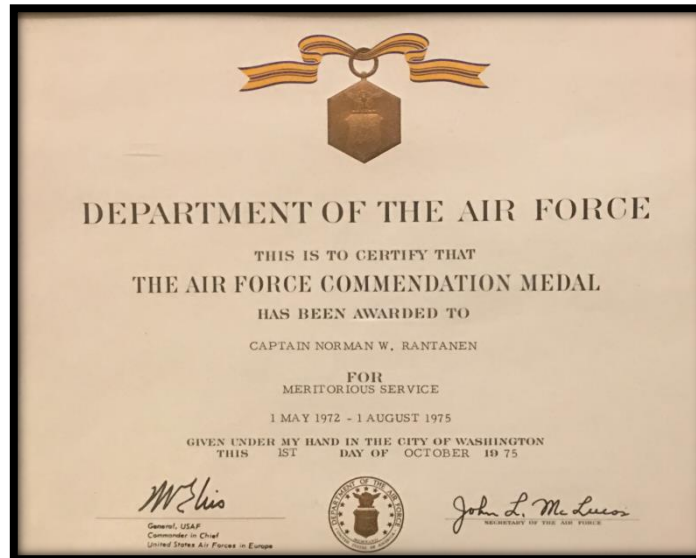 DEPARTMENT OF THE AIR FORCE
THIS IS TO CERTIFY THAT
THE AIR FORCE COMMENDATION MEDAL
HAS BEEN AWARDED TO
CAPTAIN NORMAN W. RANTANEN
FOR
MERITORIOUS SERVICE
1 MAY 1972 - 1 AUGUST 1975
GIVEN UNDER MY HAND IN THE CITY OF WASHINGTON
THIS 1ST DAY OF OCTOBER 19 75
General, USAF
Commander in Chief
United States Air Forces in Europe
DEPARTMENT OF THE AIR FORCE
John L. McLucas
SECRETARY OF THE AIR FORCE